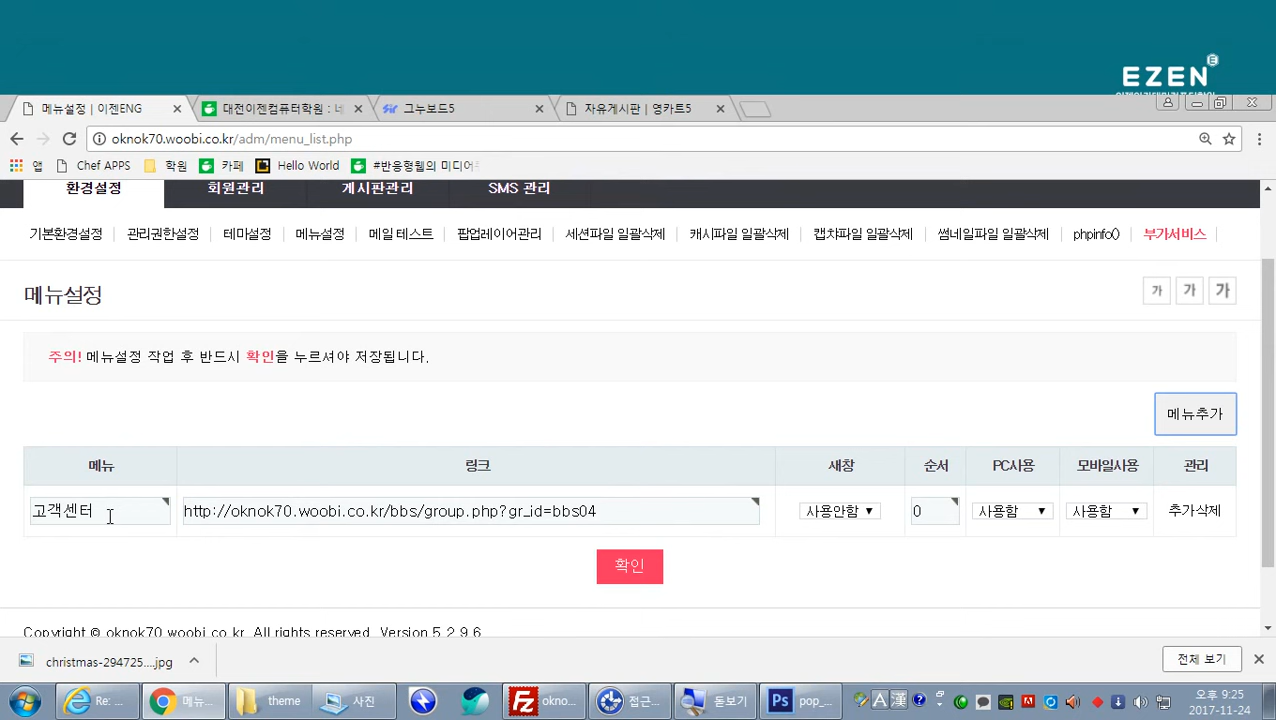 EZEN
메뉴설정 | 이젠ENG
대전이젠컴퓨터학원 : 네
그누보드5
자유게시판 | 영카트5
oknok70.woobi.co.kr/adm/menu_list.php
앱 Chef APPS 학원 카페 Hello World #반응형웹의 미디어
환경설정 회원관리 게시판관리 SMS 관리
기본환경설정 관리권한설정 테마설정 메뉴설정 메일 테스트 팝업레이어관리 세션파일 일괄삭제 캐시파일 일괄삭제 캡챠파일 일괄삭제 썸네일파일 일괄삭제 phpinfo() 부가서비스
메뉴설정
가 가 가
주의! 메뉴설정 작업 후 반드시 확인을 누르셔야 저장됩니다.
메뉴추가
메뉴 링크 새창 순서 PC사용 모바일사용 관리
고객센터 http://oknok70.woobi.co.kr/bbs/group.php?gr_id=bbs04 사용안함 0 사용함 사용함 추가삭제
확인
Copyright © oknok70.woobi.co.kr. All rights reserved. Version 5.2.9.6
christmas-294725....jpg
전체 보기
Re: ... 메뉴... theme 사진 okno... 접근... 돋보기 pop_... A 漢
오후 9:25
2017-11-24